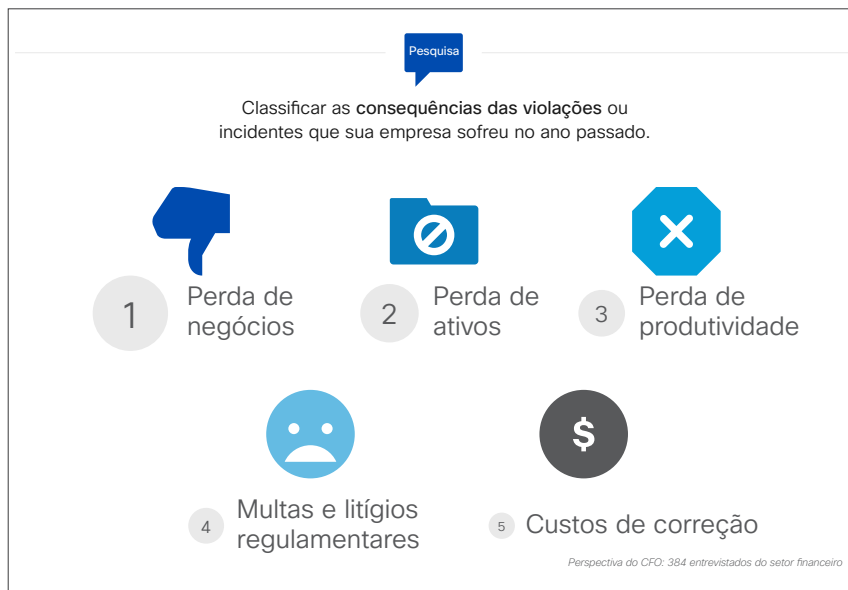 Pesquisa
Classificar as consequências das violações ou
incidentes que sua empresa sofreu no ano passado.
1
Perda de
negócios
2
Perda de
ativos
3
Perda de
produtividade
4
Multas e litígios
regulamentares
$
5
Custos de correção
Perspectiva do CFO: 384 entrevistados do setor financeiro